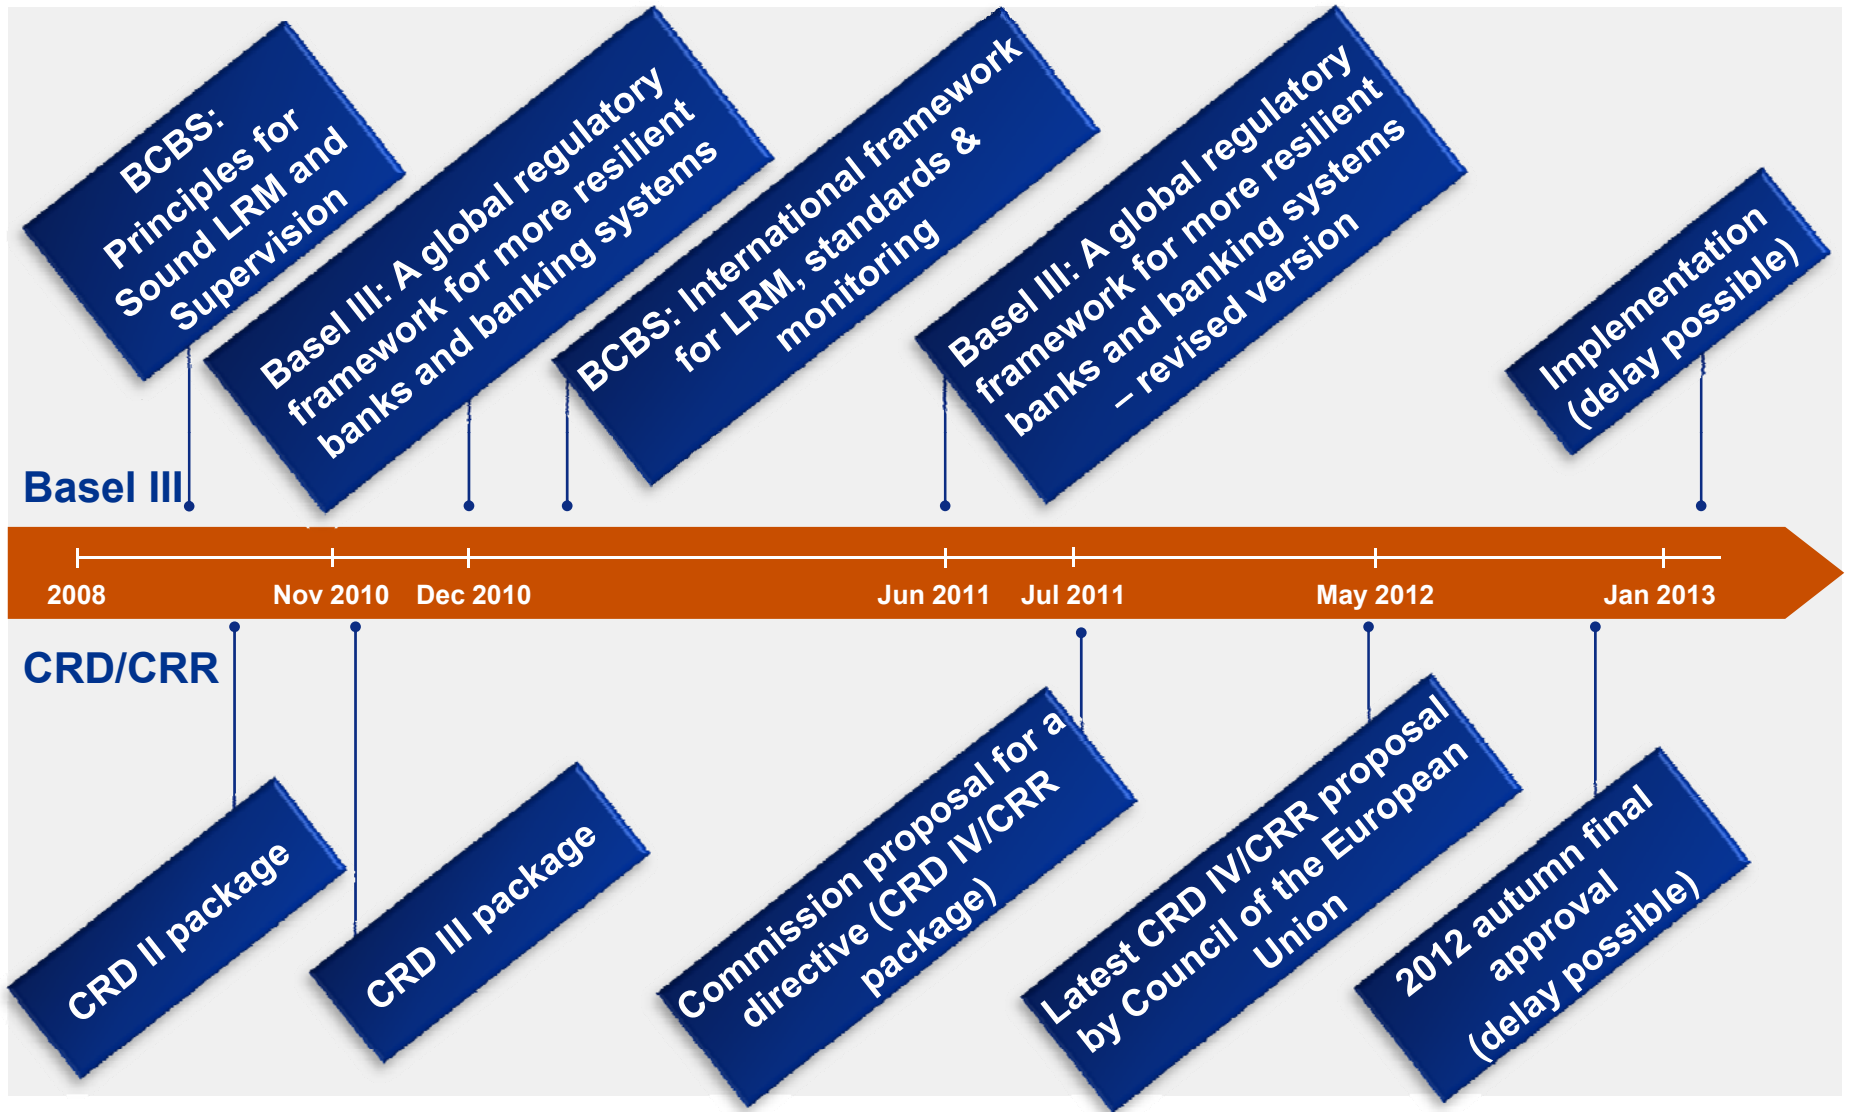 BCBS:
Principles for
Sound LRM and
Supervision
Basel III: A global regulatory
framework for more resilient
banks and banking systems
BCBS: International framework
for LRM, standards &
monitoring
Basel III: A global regulatory
framework for more resilient
banks and banking systems
– revised version
Implementation
(delay possible)
Basel III
2008
Nov 2010
Dec 2010
Jun 2011
Jul 2011
May 2012
Jan 2013
CRD/CRR
CRD II package
CRD III package
Commission proposal for a
directive (CRD IV/CRR
package)
Latest CRD IV/CRR proposal
by Council of the European
Union
2012 autumn final
approval
(delay possible)